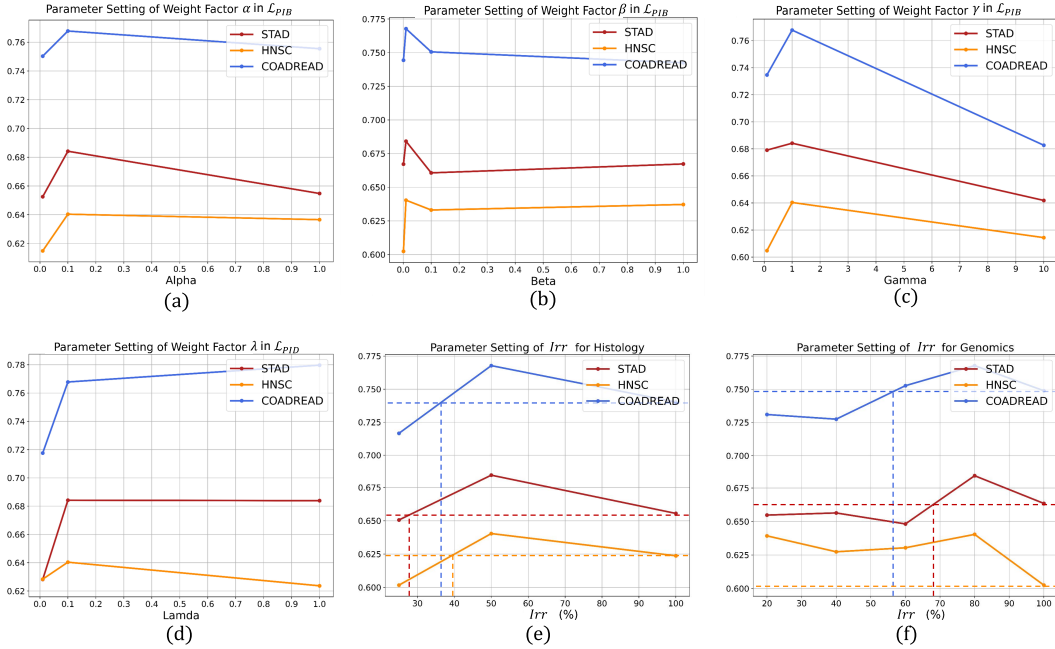 Parameter Setting of Weight Factor α in ℒ_PIB
0.76
0.74
0.72
0.70
0.68
0.66
0.64
0.62
STAD
HNSC
COADREAD
0.0 0.1 0.2 0.3 0.4 0.5 0.6 0.7 0.8 0.9 1.0
Alpha
(a)
Parameter Setting of Weight Factor β in ℒ_PIB
0.775
0.750
0.725
0.700
0.675
0.650
0.625
0.600
STAD
HNSC
COADREAD
0.0 0.1 0.2 0.3 0.4 0.5 0.6 0.7 0.8 0.9 1.0
Beta
(b)
Parameter Setting of Weight Factor γ in ℒ_PIB
0.76
0.74
0.72
0.70
0.68
0.66
0.64
0.62
0.60
STAD
HNSC
COADREAD
0 1 2 3 4 5 6 7 8 9 10
Gamma
(c)
Parameter Setting of Weight Factor λ in ℒ_PID
0.78
0.76
0.74
0.72
0.70
0.68
0.66
0.64
0.62
STAD
HNSC
COADREAD
0.0 0.1 0.2 0.3 0.4 0.5 0.6 0.7 0.8 0.9 1.0
Lamda
(d)
Parameter Setting of Irr for Histology
0.775
0.750
0.725
0.700
0.675
0.650
0.625
0.600
STAD
HNSC
COADREAD
30 40 50 60 70 80 90 100
Irr (%)
(e)
Parameter Setting of Irr for Genomics
0.775
0.750
0.725
0.700
0.675
0.650
0.625
0.600
STAD
HNSC
COADREAD
20 30 40 50 60 70 80 90 100
Irr (%)
(f)